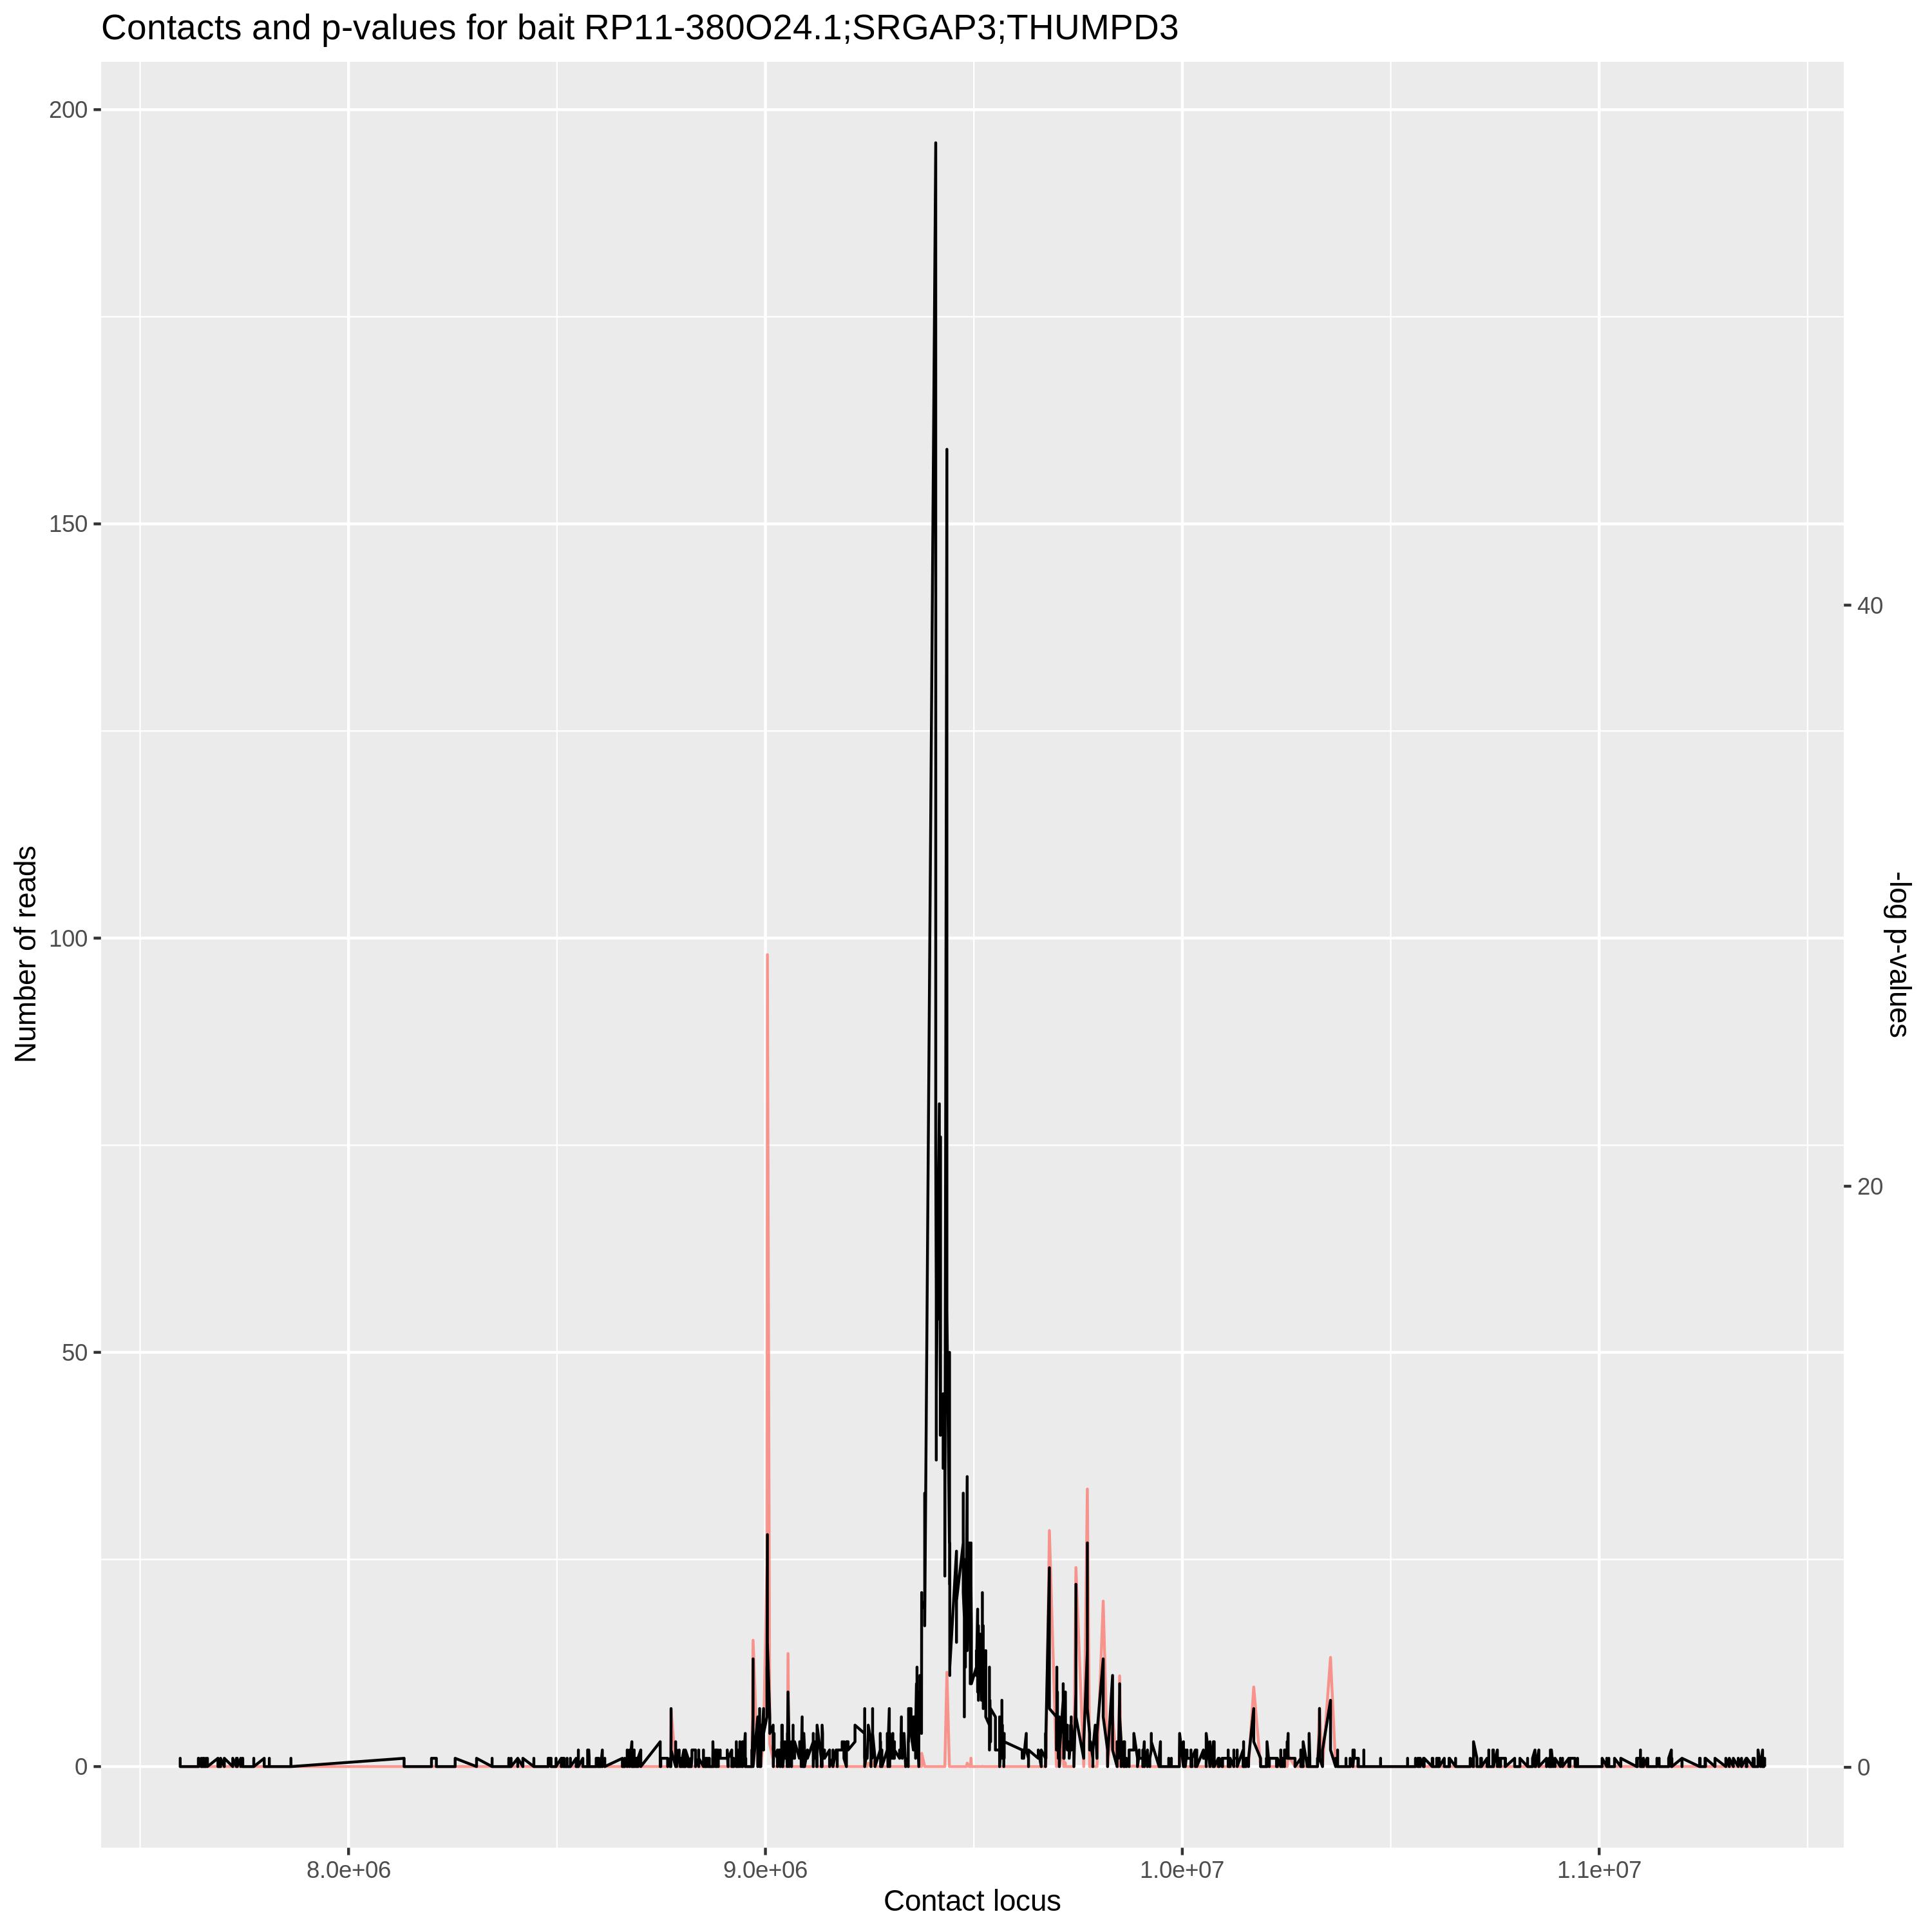 Contacts and p-values for bait RP11-380O24.1;SRGAP3;THUMPD3
200
150
100
50
0
Number of reads
40
20
0
-log p-values
8.0e+06
9.0e+06
1.0e+07
1.1e+07
Contact locus